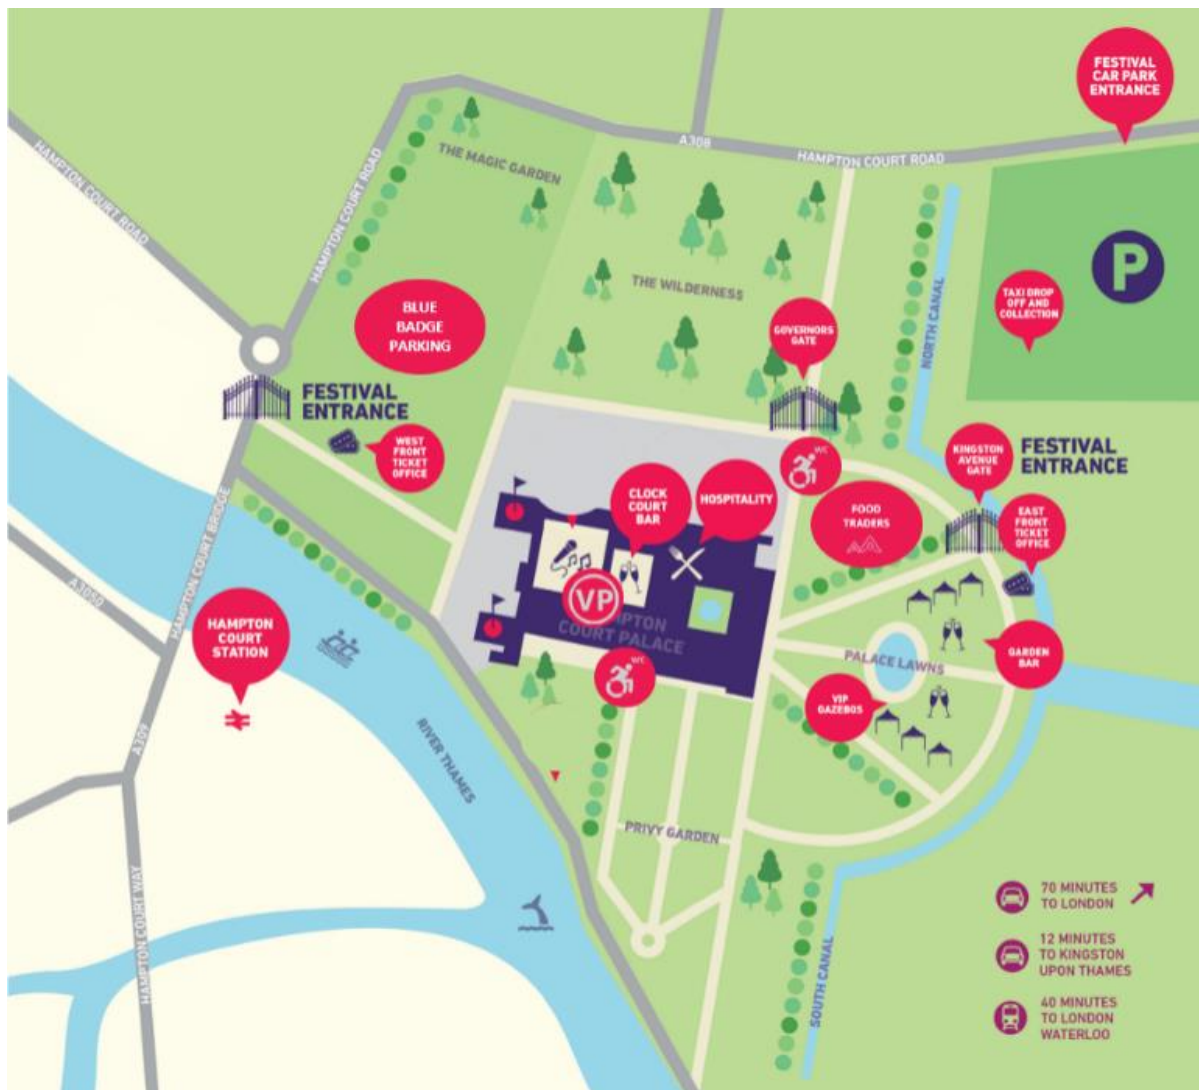 FESTIVAL
CAR PARK
ENTRANCE
A308
HAMPTON COURT ROAD
HAMPTON COURT ROAD
HAMPTON COURT ROAD
THE MAGIC GARDEN
THE WILDERNESS
P
TAXI DROP
OFF AND
COLLECTION
BLUE
BADGE
PARKING
GOVERNORS
GATE
NORTH CANAL
FESTIVAL
ENTRANCE
WEST
FRONT
TICKET
OFFICE
KINGSTON
AVENUE
GATE
FESTIVAL
ENTRANCE
WC
CLOCK
COURT
BAR
HOSPITALITY
FOOD
TRADERS
EAST
FRONT
TICKET
OFFICE
HAMPTON COURT BRIDGE
A3050
VP
HAMPTON
COURT
STATION
COURT PALACE
WC
PALACE LAWNS
GARDEN
BAR
VIP
GAZEBOS
A309
RIVER THAMES
PRIVY GARDEN
HAMPTON COURT WAY
SOUTH CANAL
70 MINUTES
TO LONDON
12 MINUTES
TO KINGSTON
UPON THAMES
40 MINUTES
TO LONDON
WATERLOO